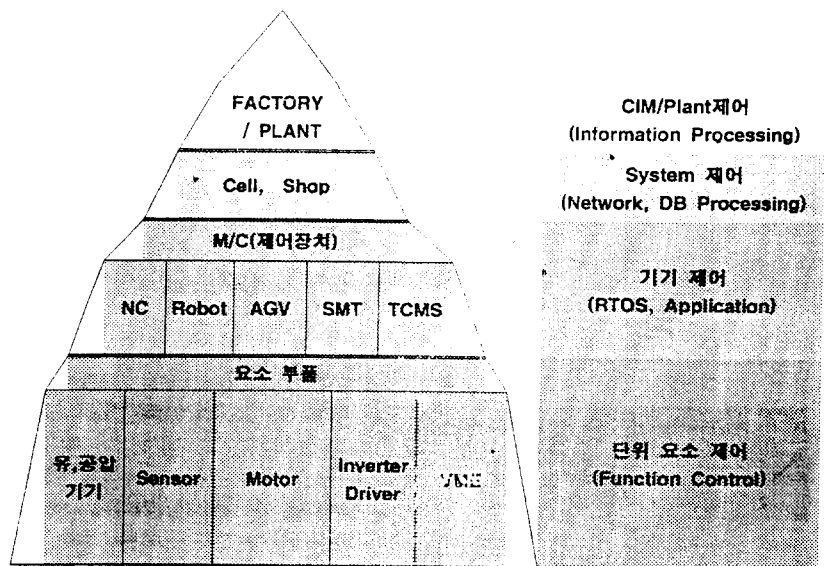 FACTORY
/ PLANT
CIM/Plant제어
(Information Processing)
Cell, Shop
System 제어
(Network, DB Processing)
M/C(제어장치)
NC Robot AGV SMT TCMS
기기 제어
(RTOS, Application)
요소 부품
유,공압
기기
Sensor
Motor
Inverter
Driver
VME
단위 요소 제어
(Function Control)